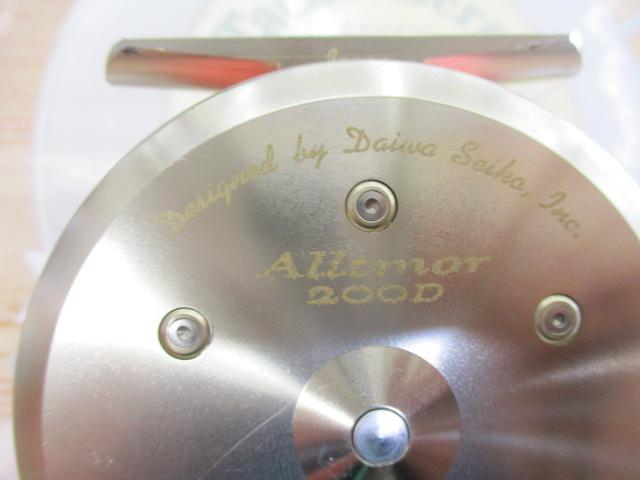 Designed by Daiwa Seiko, Inc.
Alltmor
200D